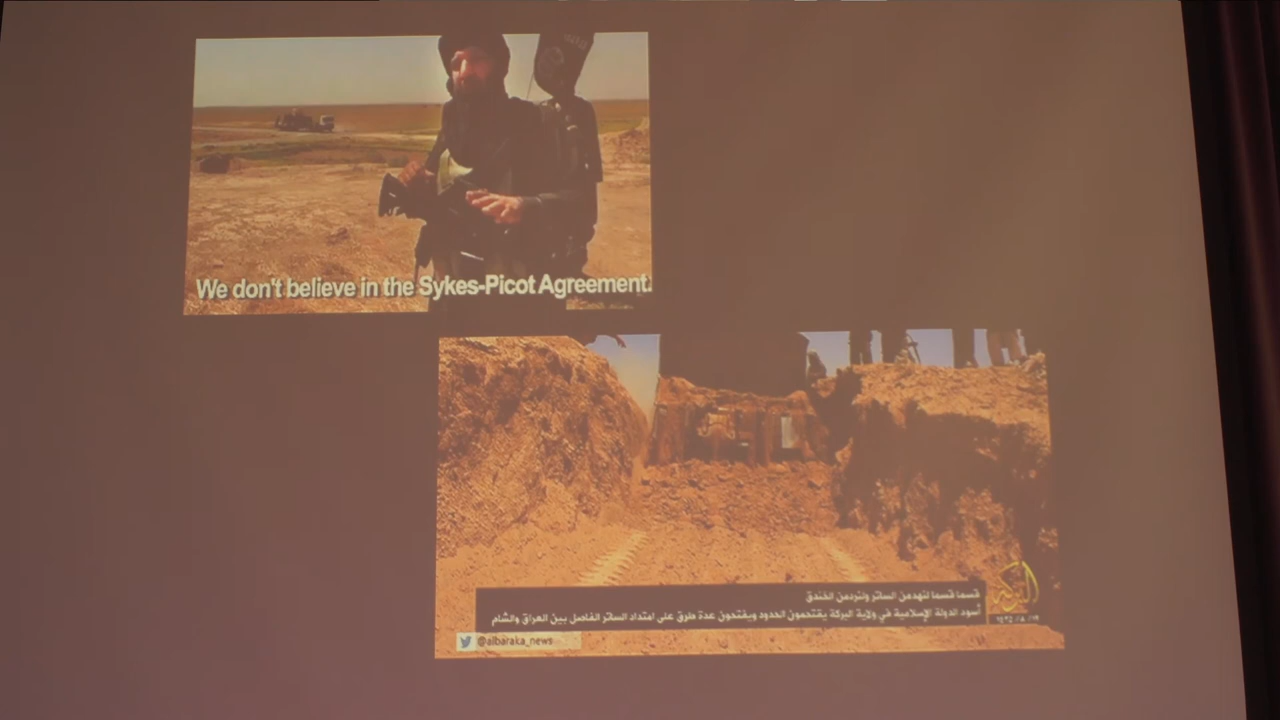 We don't believe in the Sykes-Picot Agreement.
قسما قسما لنهدمن الساتر ولنردمن الخندق
أسود الدولة الإسلامية في ولاية البركة يقتحمون الحدود ويفتحون عدة طرق على امتداد الساتر الفاصل بين العراق والشام
البركة
@albaraka_news